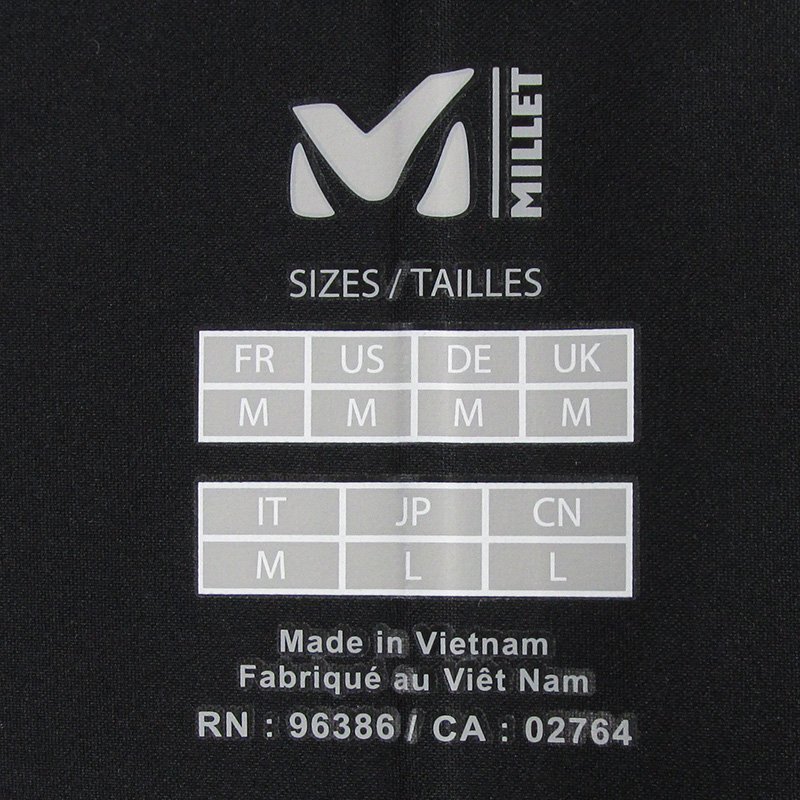 MILLET
SIZES / TAILLES
FR US DE UK
M M M M
IT JP CN
M L L
Made in Vietnam
Fabriqué au Viêt Nam
RN : 96386 / CA : 02764